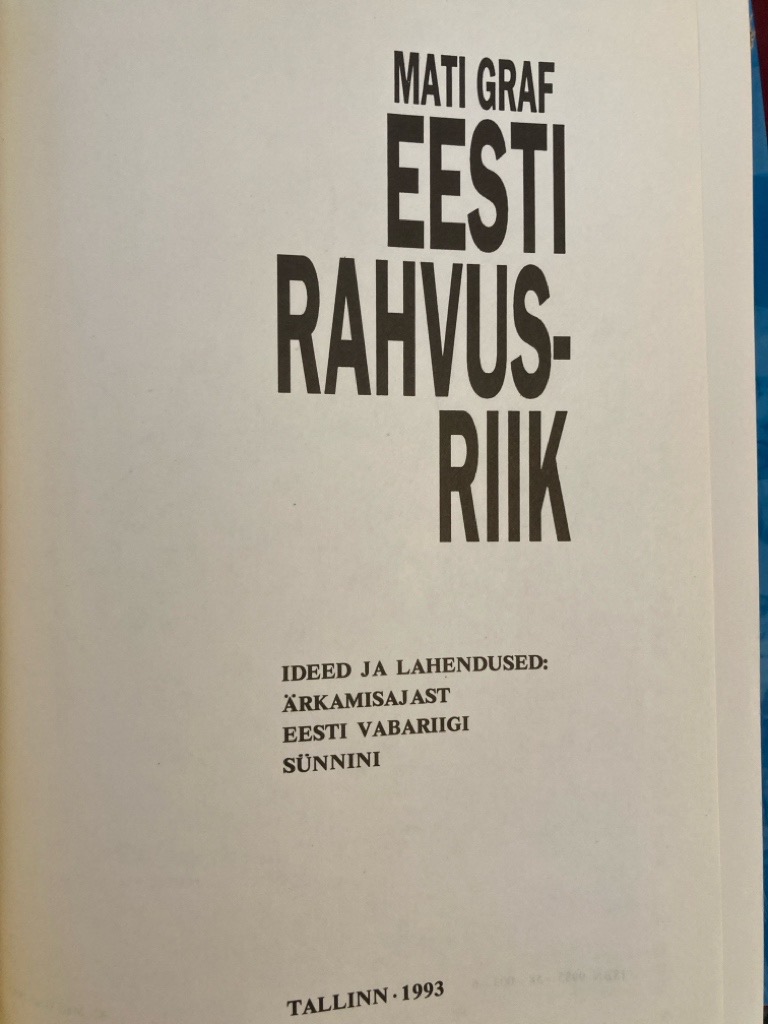 MATI GRAF
EESTI
RAHVUS-
RIIK
IDEED JA LAHENDUSED:
ÄRKAMISAJAST
EESTI VABARIIGI
SÜNNINI
TALLINN · 1993